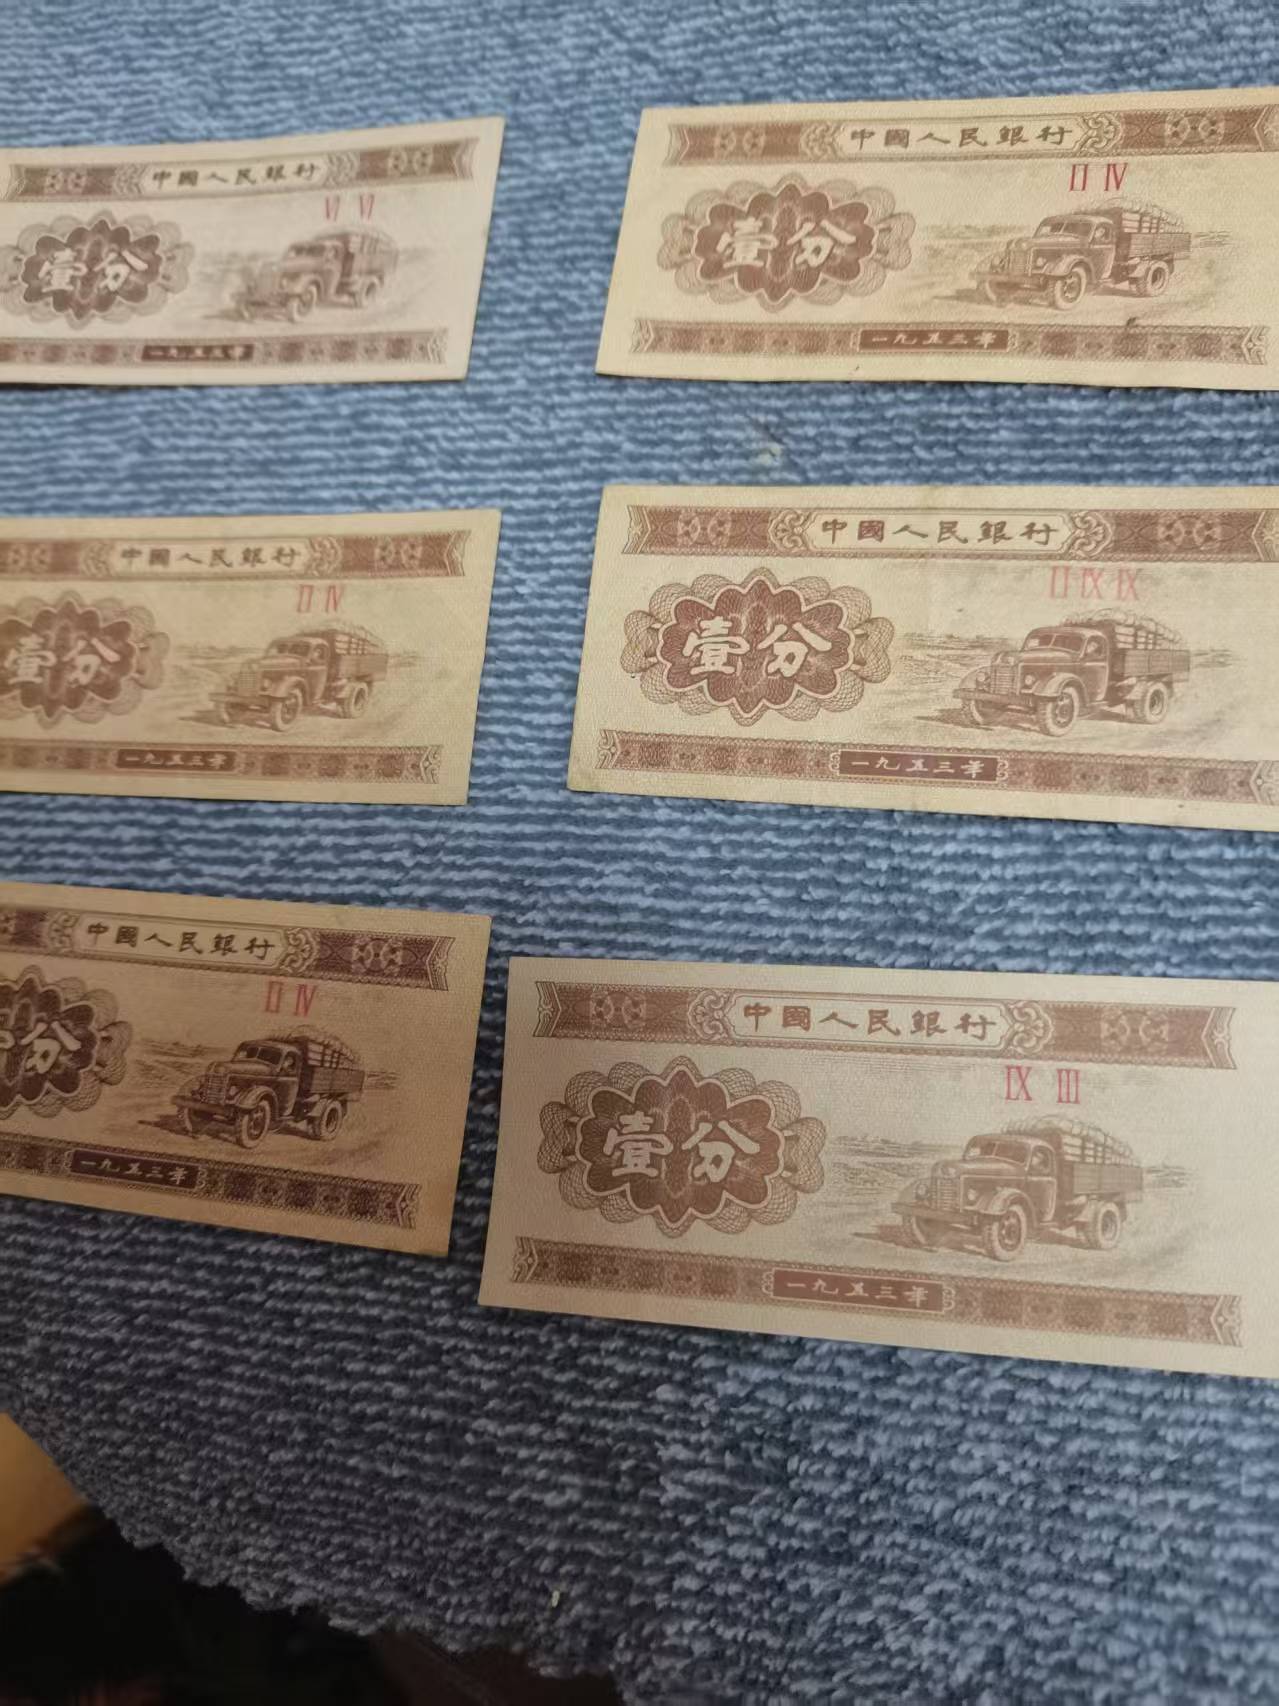 中國人民銀行
VI VI
壹分
一九五三年
中國人民銀行
II IV
壹分
一九五三年
中國人民銀行
II IV
壹分
一九五三年
中國人民銀行
II IX IX
壹分
一九五三年
中國人民銀行
II IV
分
一九五三年
中國人民銀行
IX III
壹分
一九五三年